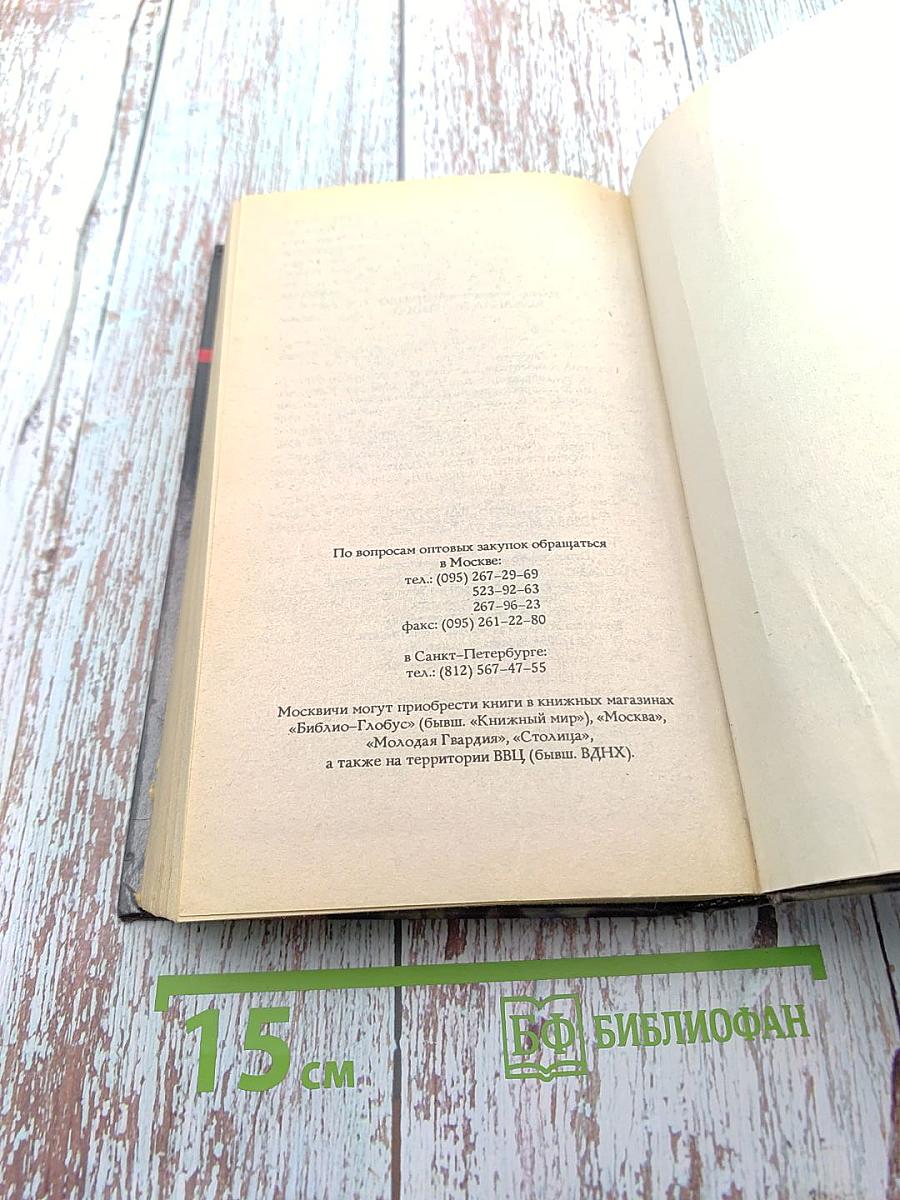 По вопросам оптовых закупок обращаться
в Москве:
тел.: (095) 267–29–69
523–92–63
267–96–23
факс: (095) 261–22–80
в Санкт–Петербурге:
тел.: (812) 567–47–55
Москвичи могут приобрести книги в книжных магазинах
«Библио–Глобус» (бывш. «Книжный мир»), «Москва»,
«Молодая Гвардия», «Столица»,
а также на территории ВВЦ (бывш. ВДНХ).
15 см
БФ БИБЛИОФАН